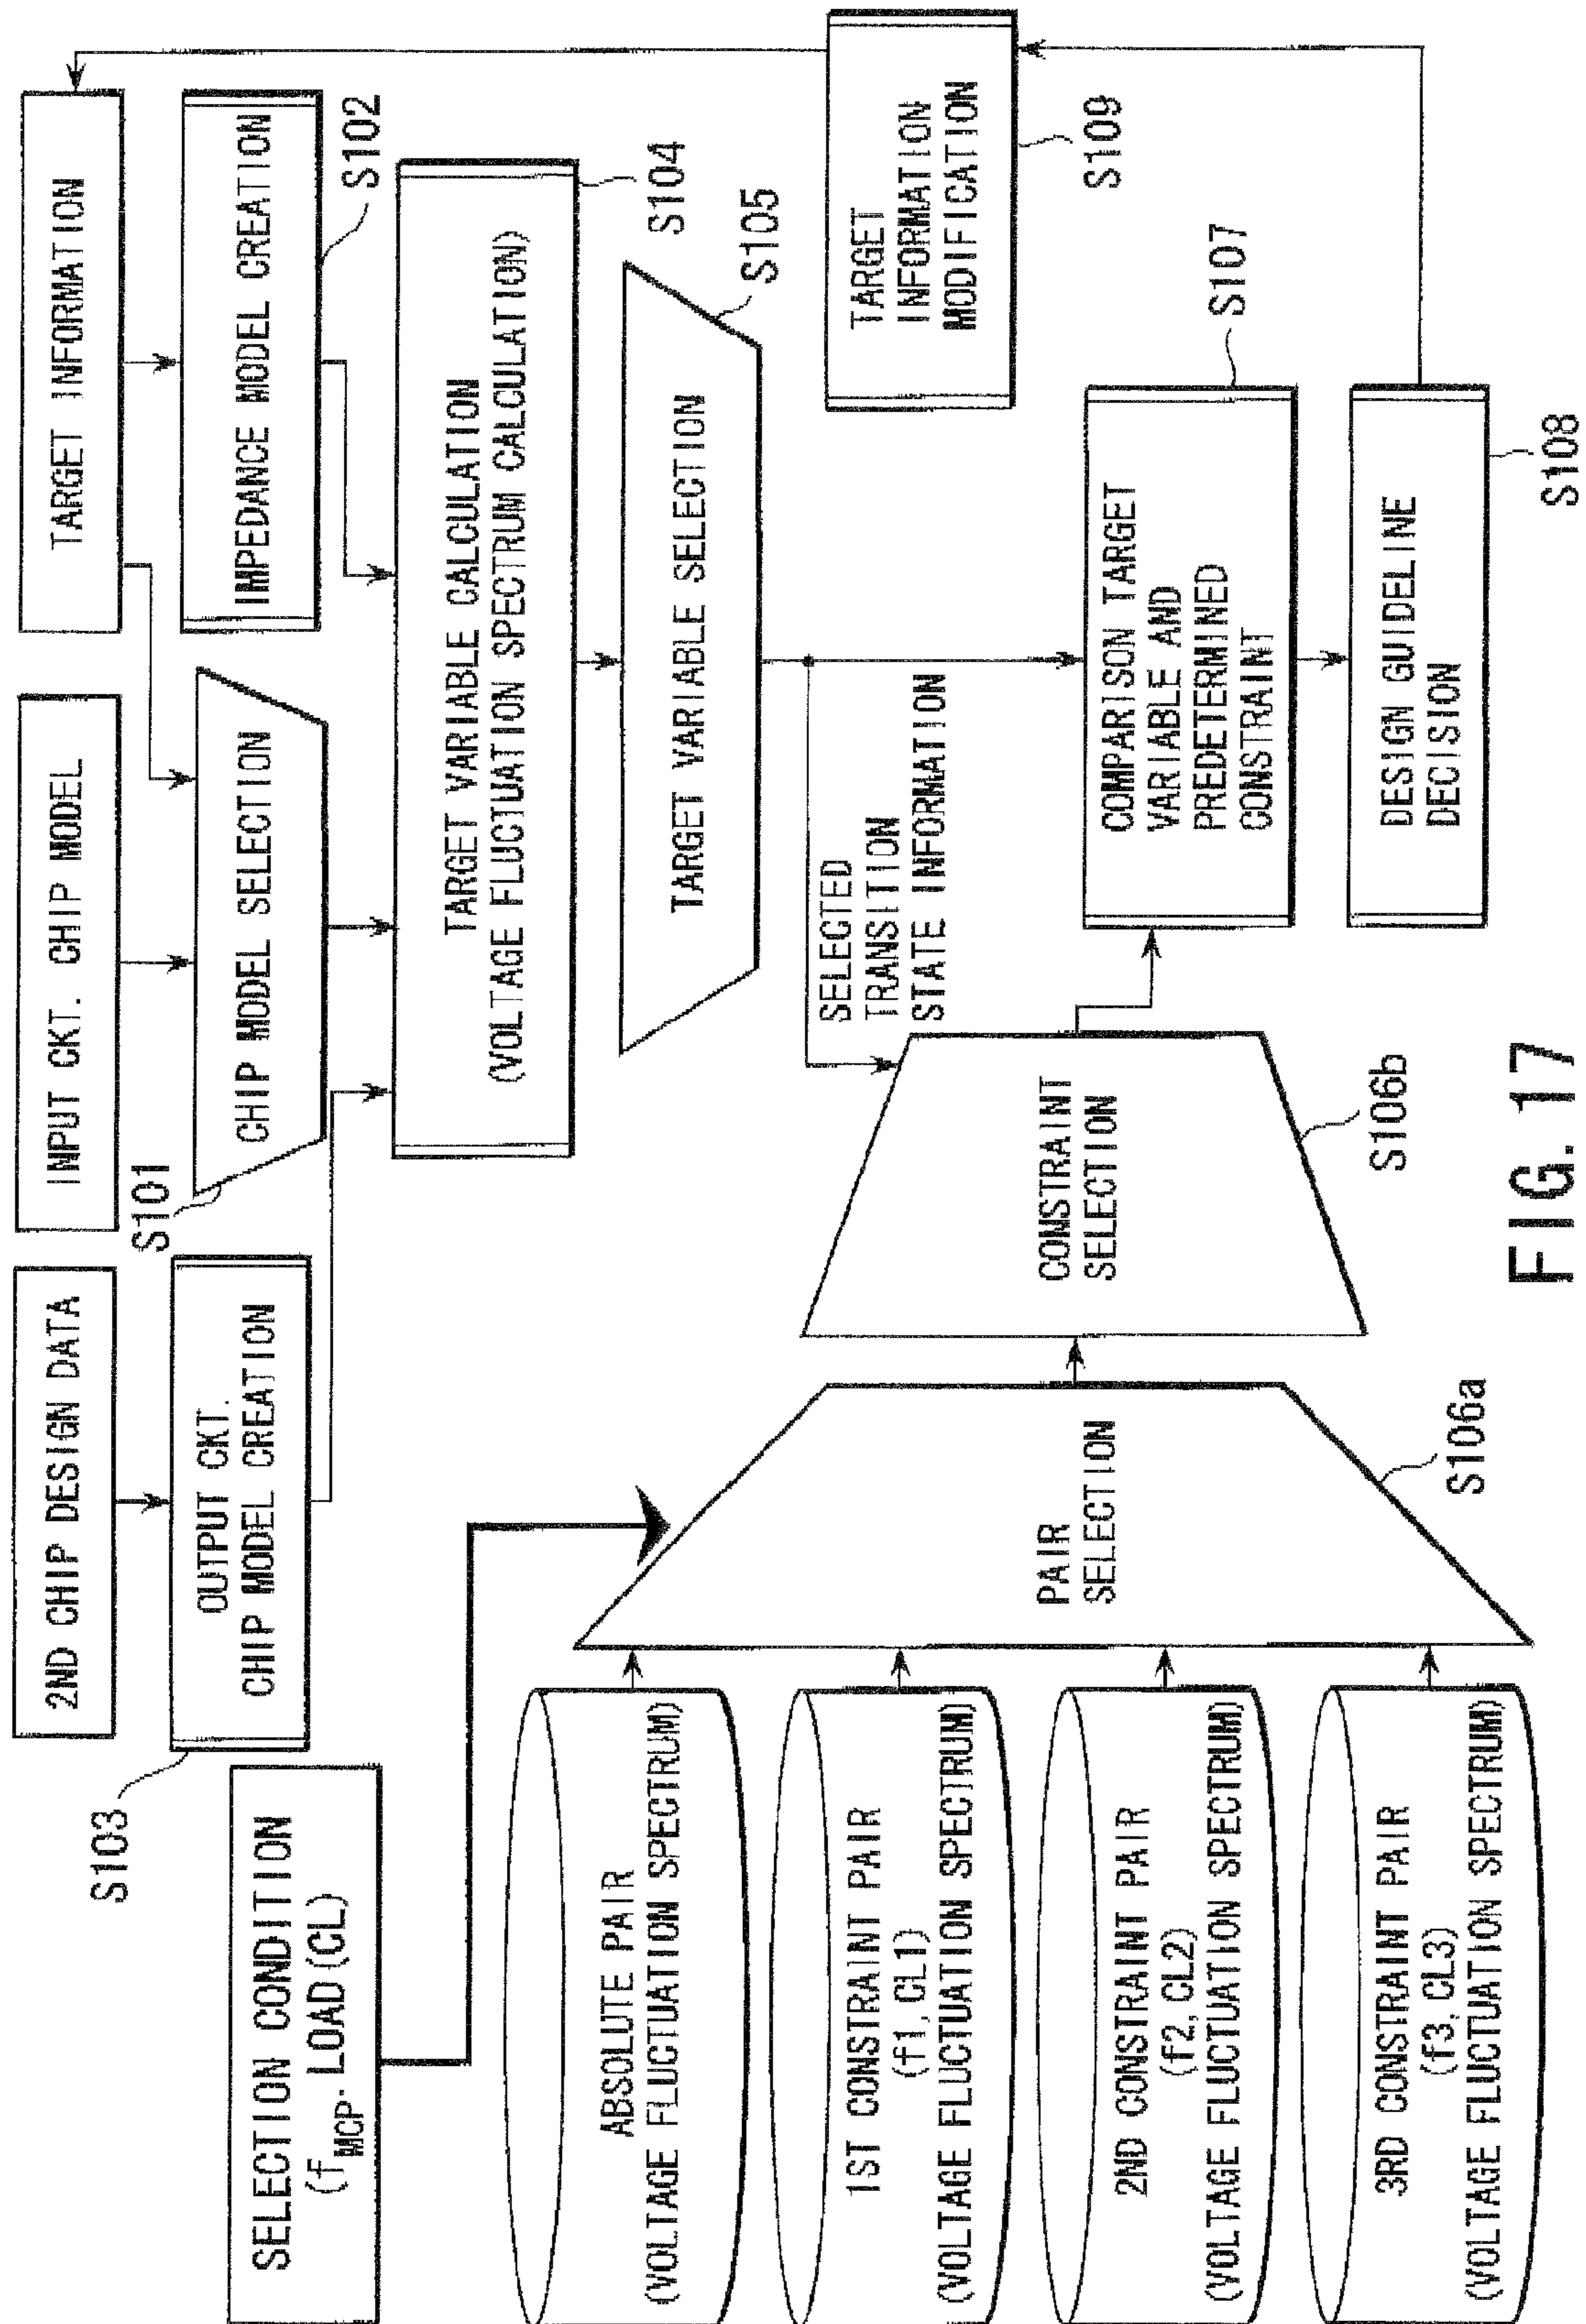 2ND CHIP DESIGN DATA
INPUT CKT. CHIP MODEL
TARGET INFORMATION
S103
OUTPUT CKT.
CHIP MODEL CREATION
S101
CHIP MODEL SELECTION
IMPEDANCE MODEL CREATION
S102
SELECTION CONDITION
(fMCP. LOAD(CL)
TARGET VARIABLE CALCULATION
(VOLTAGE FLUCTUATION SPECTRUM CALCULATION)
S104
TARGET VARIABLE SELECTION
S105
ABSOLUTE PAIR
(VOLTAGE FLUCTUATION SPECTRUM)
1ST CONSTRAINT PAIR
(f1, CL1)
(VOLTAGE FLUCTUATION SPECTRUM)
2ND CONSTRAINT PAIR
(f2, CL2)
(VOLTAGE FLUCTUATION SPECTRUM)
3RD CONSTRAINT PAIR
(f3, CL3)
(VOLTAGE FLUCTUATION SPECTRUM)
PAIR
SELECTION
S106a
CONSTRAINT
SELECTION
S106b
SELECTED
TRANSITION
STATE INFORMATION
TARGET
INFORMATION
MODIFICATION
S109
COMPARISON TARGET
VARIABLE AND
PREDETERMINED
CONSTRAINT
S107
DESIGN GUIDELINE
DECISION
S108
FIG. 17